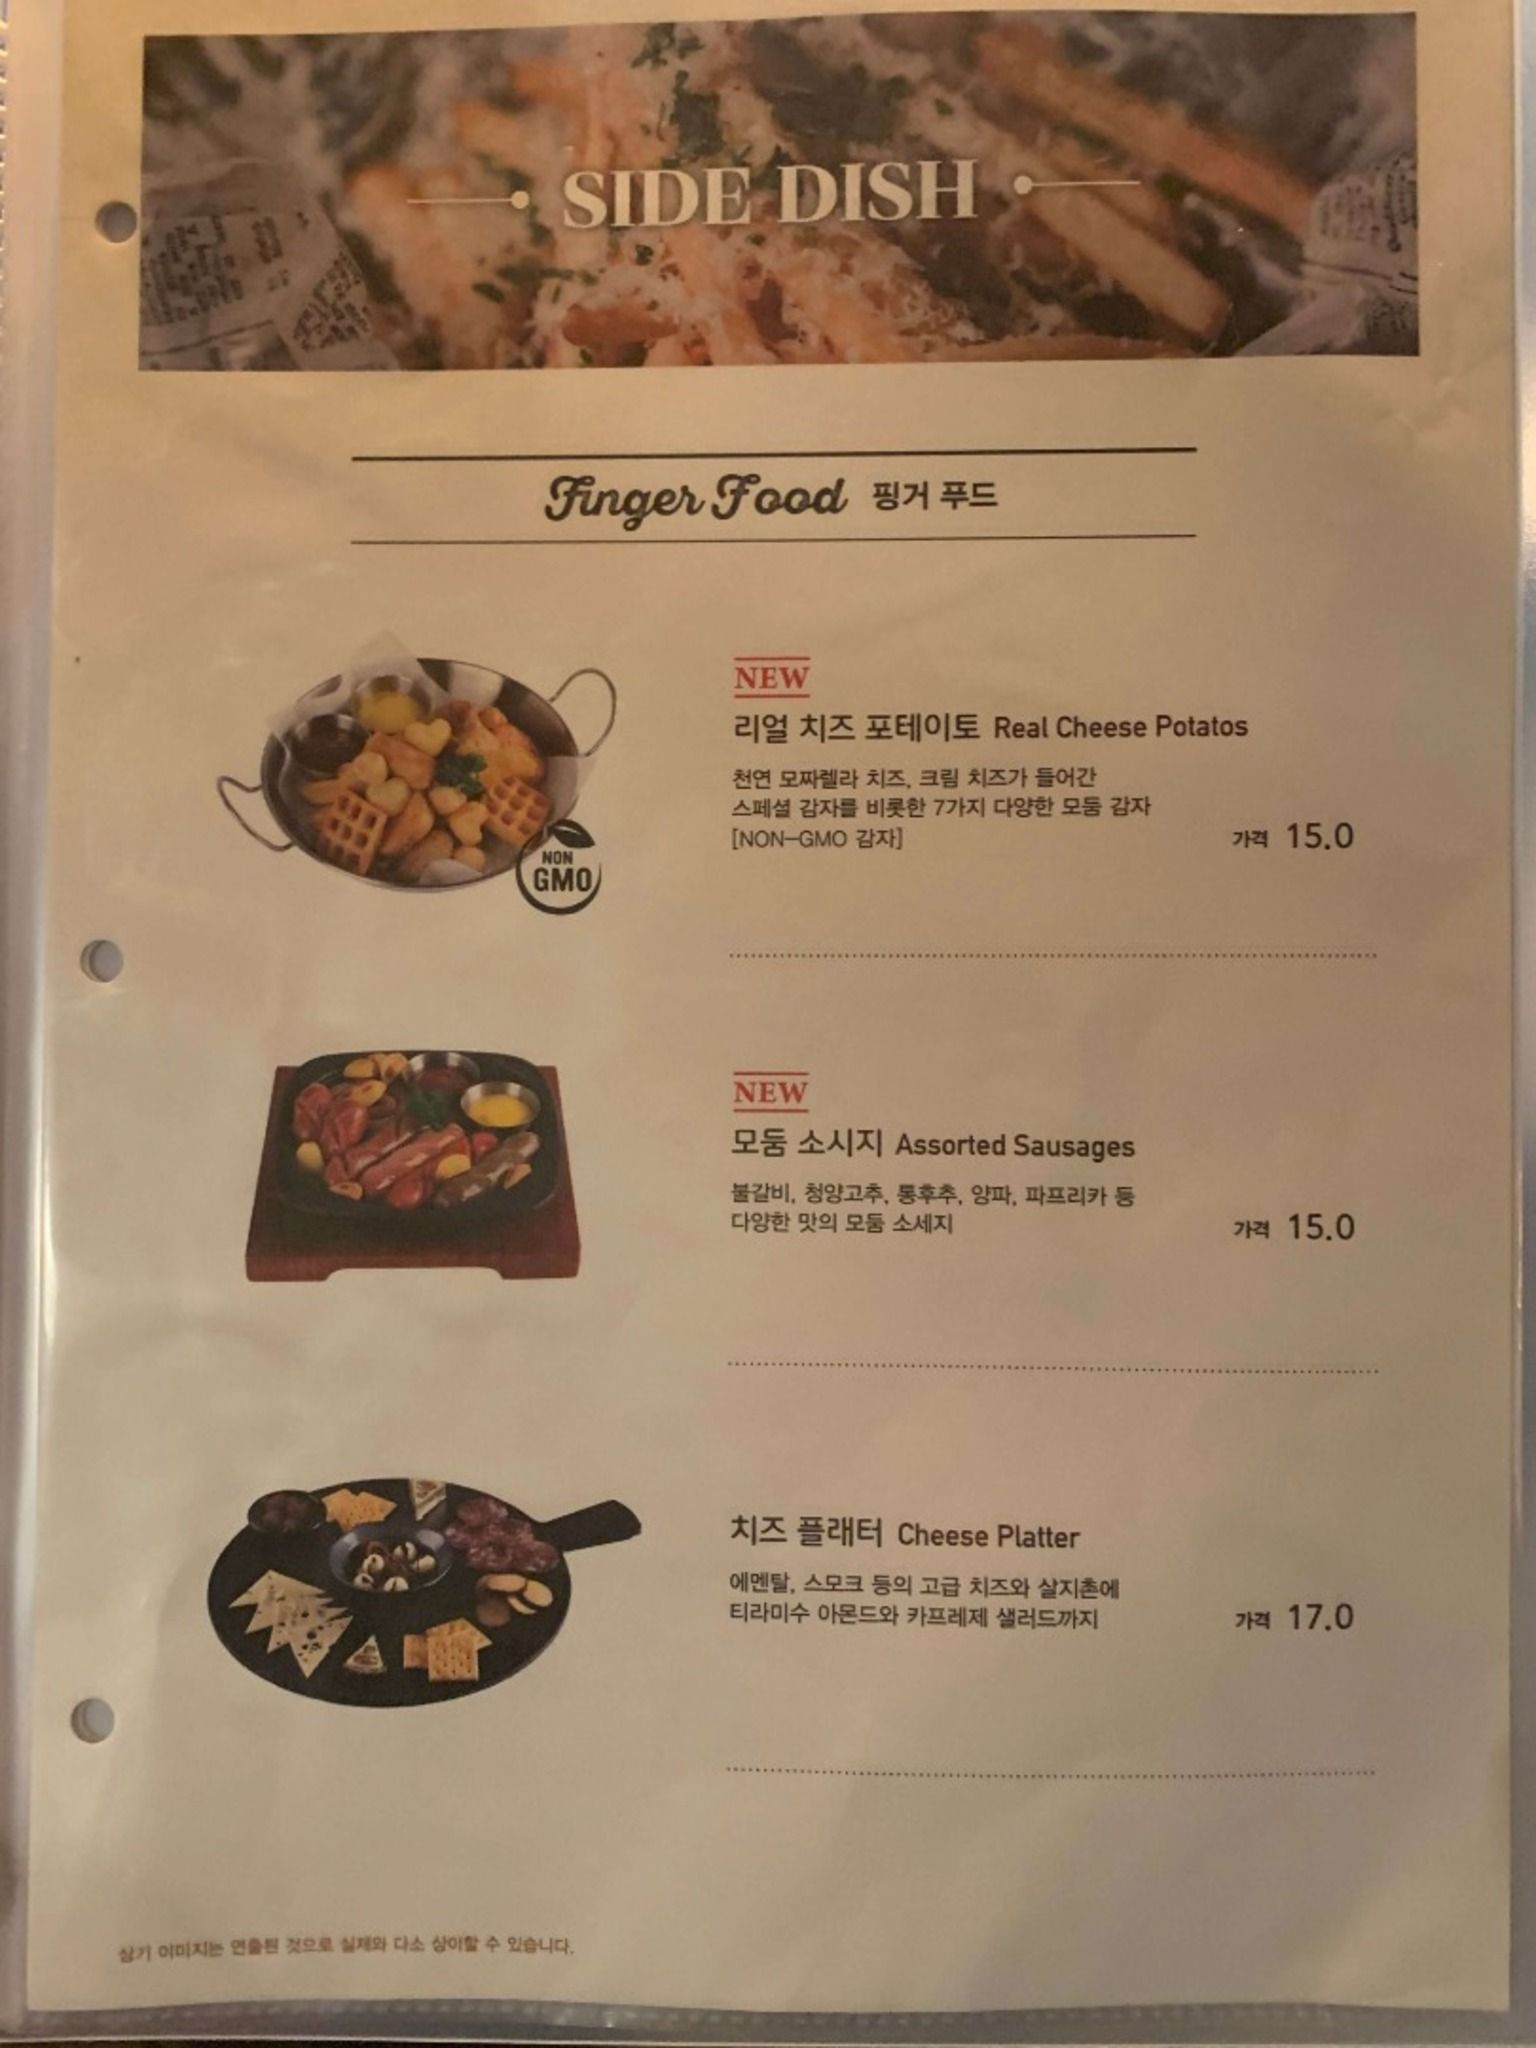 SIDE DISH
Finger Food 핑거 푸드
NEW
리얼 치즈 포테이토 Real Cheese Potatos
천연 모짜렐라 치즈, 크림 치즈가 들어간
스페셜 감자를 비롯한 7가지 다양한 모둠 감자
[NON-GMO 감자]
가격 15.0
NON
GMO
NEW
모둠 소시지 Assorted Sausages
불갈비, 청양고추, 통후추, 양파, 파프리카 등
다양한 맛의 모둠 소세지
가격 15.0
치즈 플래터 Cheese Platter
에멘탈, 스모크 등의 고급 치즈와 살지촌에
티라미수 아몬드와 카프레제 샐러드까지
가격 17.0
상기 이미지는 연출된 것으로 실제와 다소 상이할 수 있습니다.